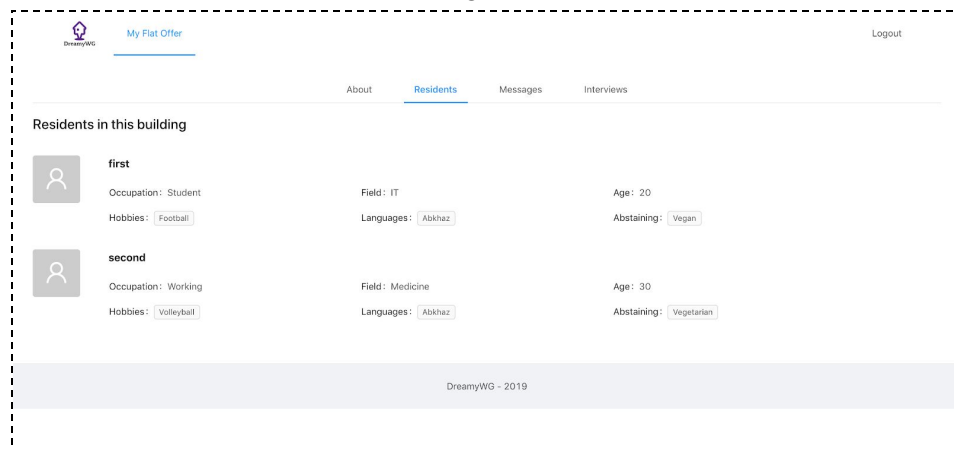 My Flat Offer
Logout
DreamyWG
About Residents Messages Interviews
Residents in this building
first
Occupation: Student Field: IT Age: 20
Hobbies: Football Languages: Abkhaz Abstaining: Vegan
second
Occupation: Working Field: Medicine Age: 30
Hobbies: Volleyball Languages: Abkhaz Abstaining: Vegetarian
DreamyWG - 2019